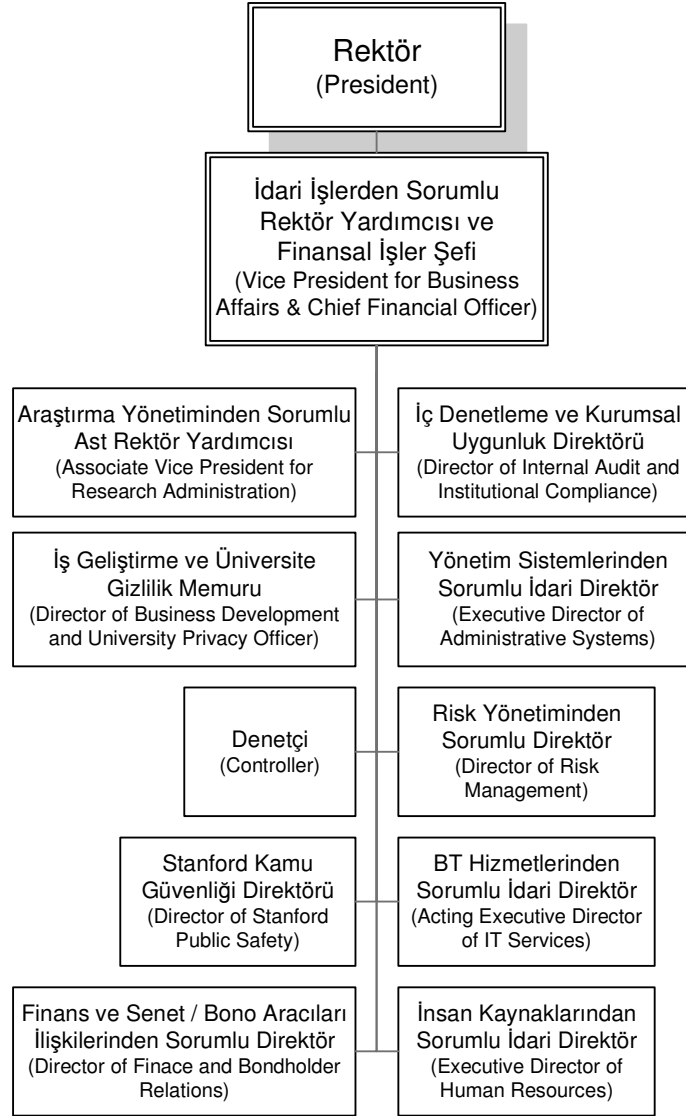 Rektör
(President)
İdari İşlerden Sorumlu
Rektör Yardımcısı ve
Finansal İşler Şefi
(Vice President for Business
Affairs & Chief Financial Officer)
Araştırma Yönetiminden Sorumlu
Ast Rektör Yardımcısı
(Associate Vice President for
Research Administration)
İç Denetleme ve Kurumsal
Uygunluk Direktörü
(Director of Internal Audit and
Institutional Compliance)
İş Geliştirme ve Üniversite
Gizlilik Memuru
(Director of Business Development
and University Privacy Officer)
Yönetim Sistemlerinden
Sorumlu İdari Direktör
(Executive Director of
Administrative Systems)
Denetçi
(Controller)
Risk Yönetiminden
Sorumlu Direktör
(Director of Risk
Management)
Stanford Kamu
Güvenliği Direktörü
(Director of Stanford
Public Safety)
BT Hizmetlerinden
Sorumlu İdari Direktör
(Acting Executive Director
of IT Services)
Finans ve Senet / Bono Aracıları
İlişkilerinden Sorumlu Direktör
(Director of Finace and Bondholder
Relations)
İnsan Kaynaklarından
Sorumlu İdari Direktör
(Executive Director of
Human Resources)